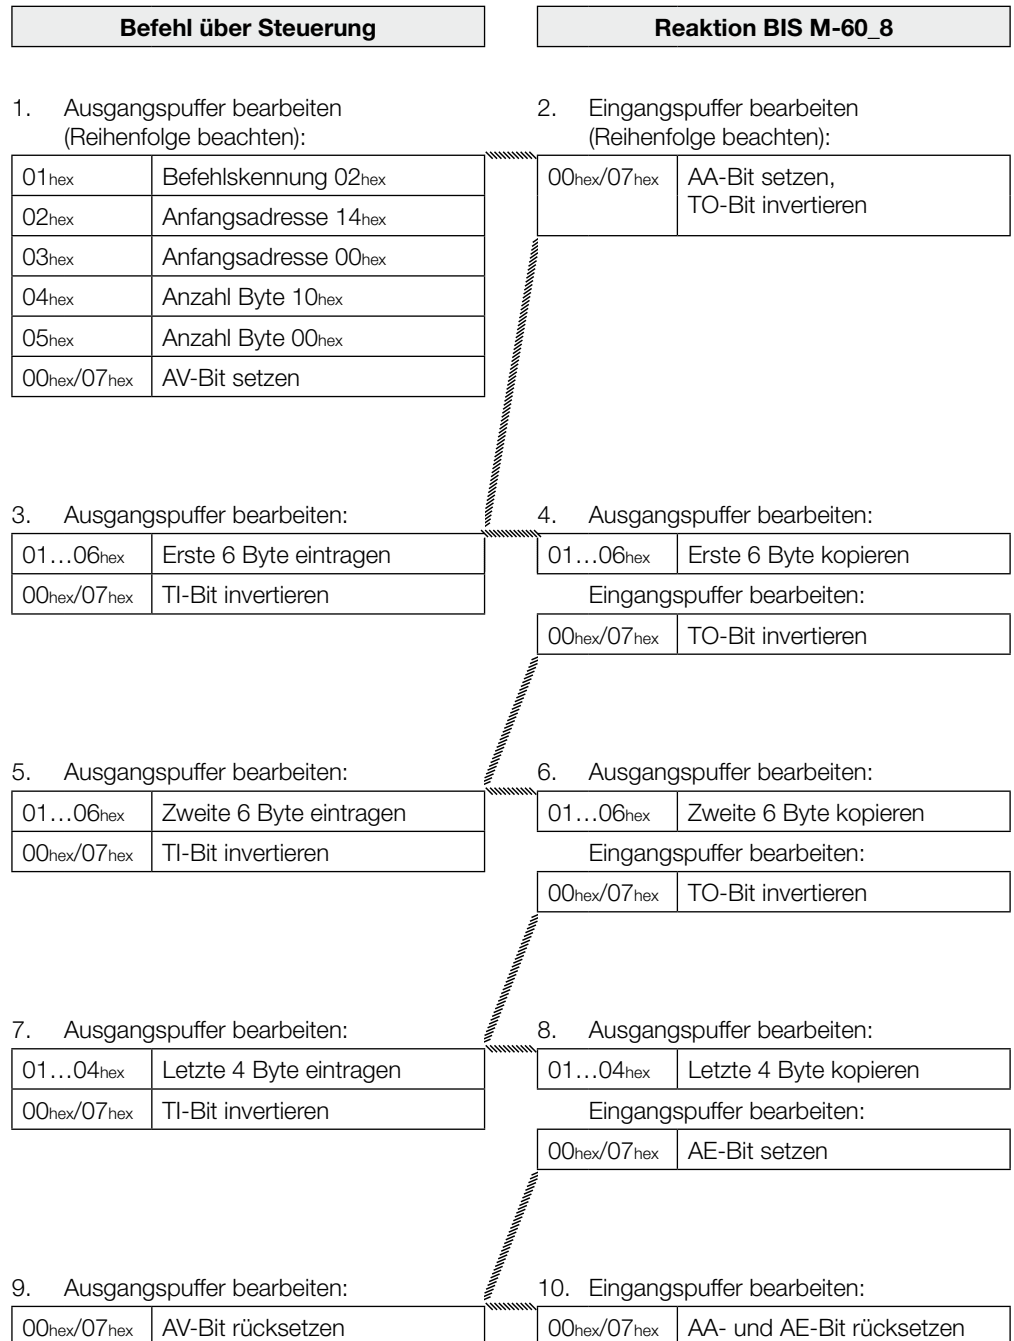 Befehl über Steuerung
Reaktion BIS M-60_8
1. Ausgangspuffer bearbeiten
(Reihenfolge beachten):
01hex Befehlskennung 02hex
02hex Anfangsadresse 14hex
03hex Anfangsadresse 00hex
04hex Anzahl Byte 10hex
05hex Anzahl Byte 00hex
00hex/07hex AV-Bit setzen
2. Eingangspuffer bearbeiten
(Reihenfolge beachten):
00hex/07hex AA-Bit setzen,
TO-Bit invertieren
3. Ausgangspuffer bearbeiten:
01…06hex Erste 6 Byte eintragen
00hex/07hex TI-Bit invertieren
4. Ausgangspuffer bearbeiten:
01…06hex Erste 6 Byte kopieren
Eingangspuffer bearbeiten:
00hex/07hex TO-Bit invertieren
5. Ausgangspuffer bearbeiten:
01…06hex Zweite 6 Byte eintragen
00hex/07hex TI-Bit invertieren
6. Ausgangspuffer bearbeiten:
01…06hex Zweite 6 Byte kopieren
Eingangspuffer bearbeiten:
00hex/07hex TO-Bit invertieren
7. Ausgangspuffer bearbeiten:
01…04hex Letzte 4 Byte eintragen
00hex/07hex TI-Bit invertieren
8. Ausgangspuffer bearbeiten:
01…04hex Letzte 4 Byte kopieren
Eingangspuffer bearbeiten:
00hex/07hex AE-Bit setzen
9. Ausgangspuffer bearbeiten:
00hex/07hex AV-Bit rücksetzen
10. Eingangspuffer bearbeiten:
00hex/07hex AA- und AE-Bit rücksetzen